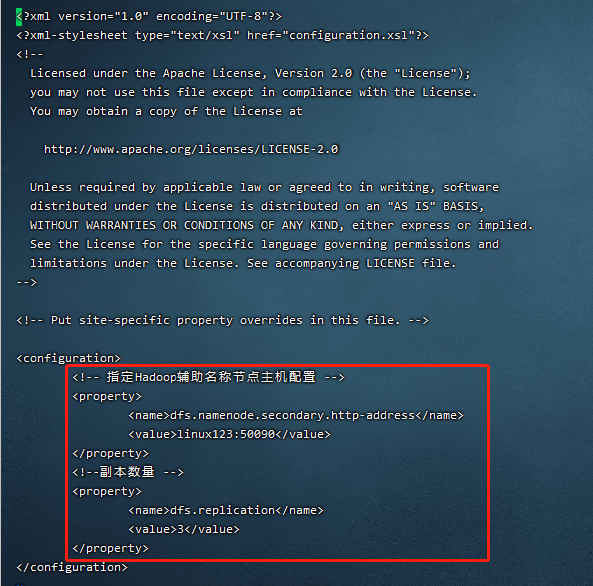 <?xml version="1.0" encoding="UTF-8"?>
<?xml-stylesheet type="text/xsl" href="configuration.xsl"?>
<!--
Licensed under the Apache License, Version 2.0 (the "License");
you may not use this file except in compliance with the License.
You may obtain a copy of the License at
http://www.apache.org/licenses/LICENSE-2.0
Unless required by applicable law or agreed to in writing, software
distributed under the License is distributed on an "AS IS" BASIS,
WITHOUT WARRANTIES OR CONDITIONS OF ANY KIND, either express or implied.
See the License for the specific language governing permissions and
limitations under the License. See accompanying LICENSE file.
-->
<!-- Put site-specific property overrides in this file. -->
<configuration>
<!-- 指定Hadoop辅助名称节点主机配置 -->
<property>
<name>dfs.namenode.secondary.http-address</name>
<value>linux123:50090</value>
</property>
<!--副本数量 -->
<property>
<name>dfs.replication</name>
<value>3</value>
</property>
</configuration>